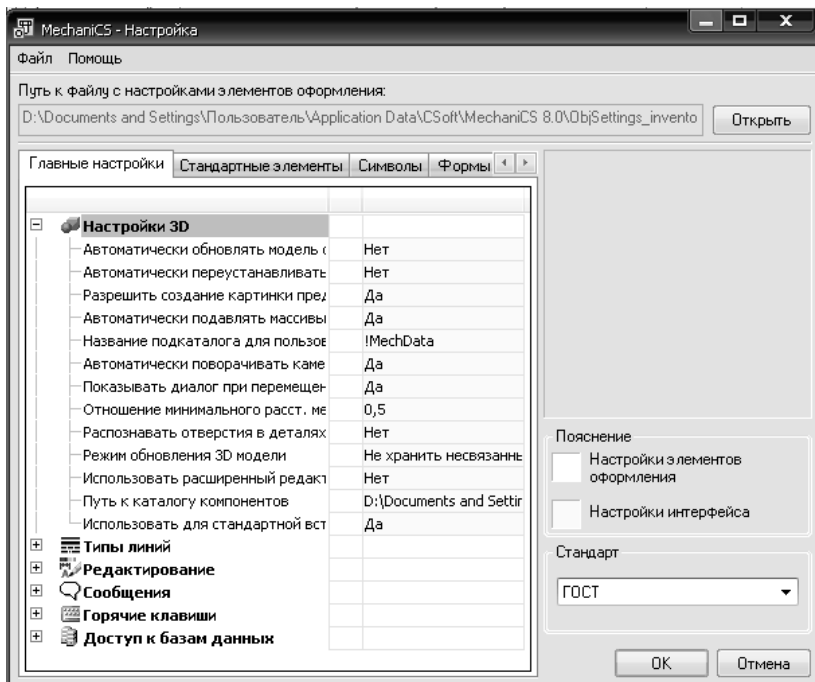 MechaniCS - Настройка
Файл Помощь
Путь к файлу с настройками элементов оформления:
D:\Documents and Settings\Пользователь\Application Data\CSoft\MechaniCS 8.0\ObjSettings_invento Открыть
Главные настройки Стандартные элементы Символы Формы
Настройки 3D
Автоматически обновлять модель с Нет
Автоматически переустанавливать Нет
Разрешить создание картинки пред Да
Автоматически подавлять массивы Да
Название подкаталога для пользов !MechData
Автоматически поворачивать каме Да
Показывать диалог при перемещен Да
Отношение минимального расст. ме 0,5
Распознавать отверстия в деталях Нет
Режим обновления 3D модели Не хранить несвязаннь
Использовать расширенный редакт Нет
Путь к каталогу компонентов D:\Documents and Settir
Использовать для стандартной вст Да
Типы линий
Редактирование
Сообщения
Горячие клавиши
Доступ к базам данных
Пояснение
Настройки элементов
оформления
Настройки интерфейса
Стандарт
ГОСТ
OK Отмена